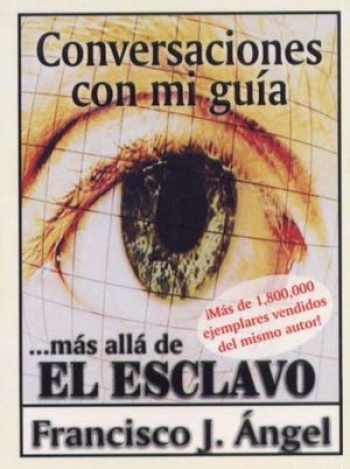 Conversaciones
con mi guía
¡Más de 1,800,000
ejemplares vendidos
del mismo autor!
...más allá de
EL ESCLAVO
Francisco J. Ángel